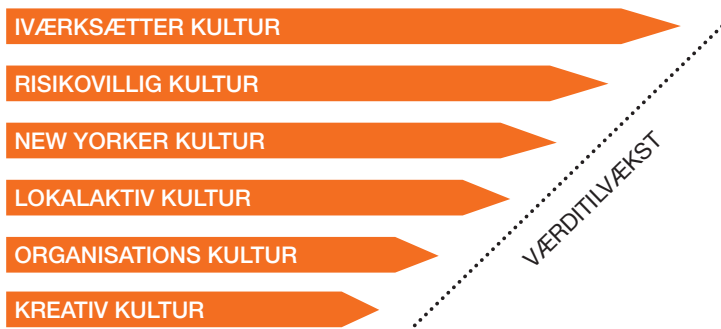 IVÆRKSÆTTER KULTUR
RISIKOVILLIG KULTUR
NEW YORKER KULTUR
LOKALAKTIV KULTUR
ORGANISATIONS KULTUR
KREATIV KULTUR
VÆRDITILVÆKST